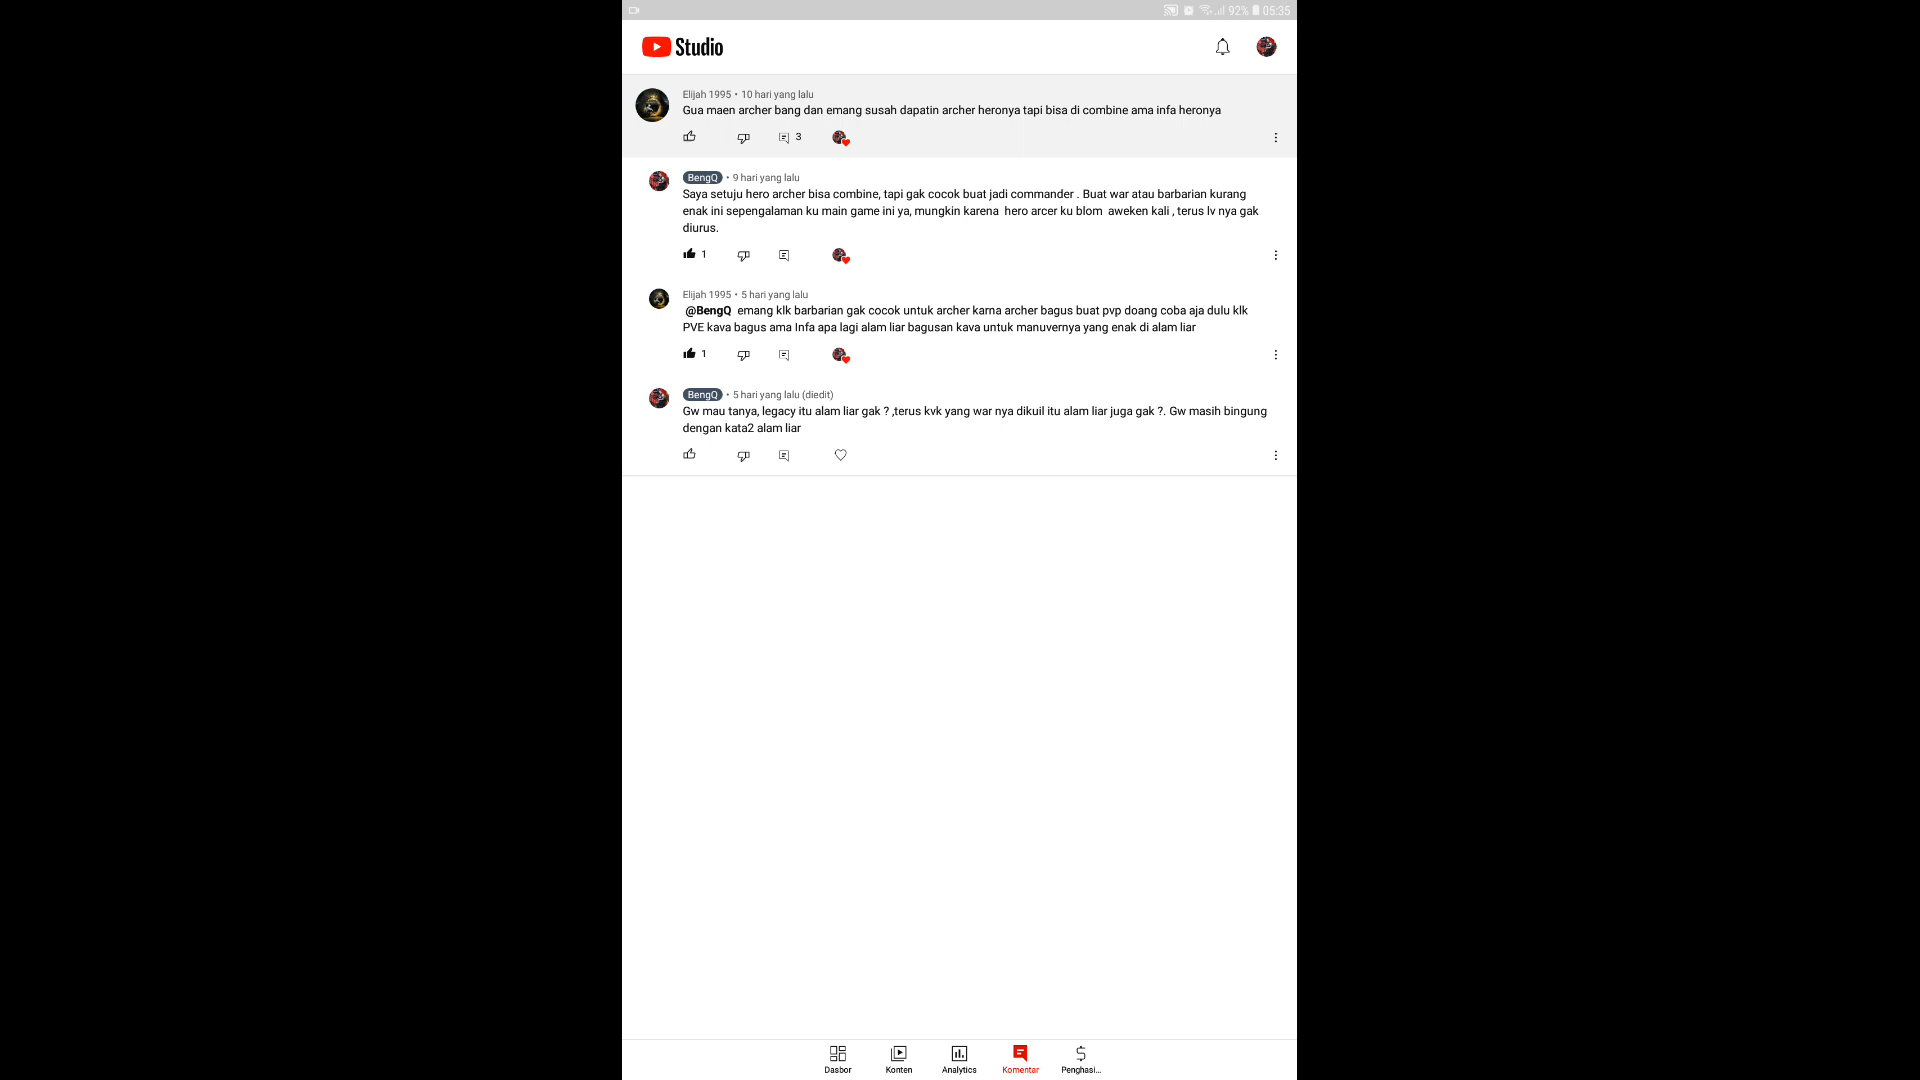 92% 05:35
Studio
Elijah 1995 • 10 hari yang lalu
Gua maen archer bang dan emang susah dapatin archer heronya tapi bisa di combine ama infa heronya
3
BengQ • 9 hari yang lalu
Saya setuju hero archer bisa combine, tapi gak cocok buat jadi commander . Buat war atau barbarian kurang
enak ini sepengalaman ku main game ini ya, mungkin karena  hero arcer ku blom  aweken kali , terus lv nya gak
diurus.
1
Elijah 1995 • 5 hari yang lalu
@BengQ  emang klk barbarian gak cocok untuk archer karna archer bagus buat pvp doang coba aja dulu klk
PVE kava bagus ama Infa apa lagi alam liar bagusan kava untuk manuvernya yang enak di alam liar
1
BengQ • 5 hari yang lalu (diedit)
Gw mau tanya, legacy itu alam liar gak ? ,terus kvk yang war nya dikuil itu alam liar juga gak ?. Gw masih bingung
dengan kata2 alam liar
Dasbor Konten Analytics Komentar Penghasi...